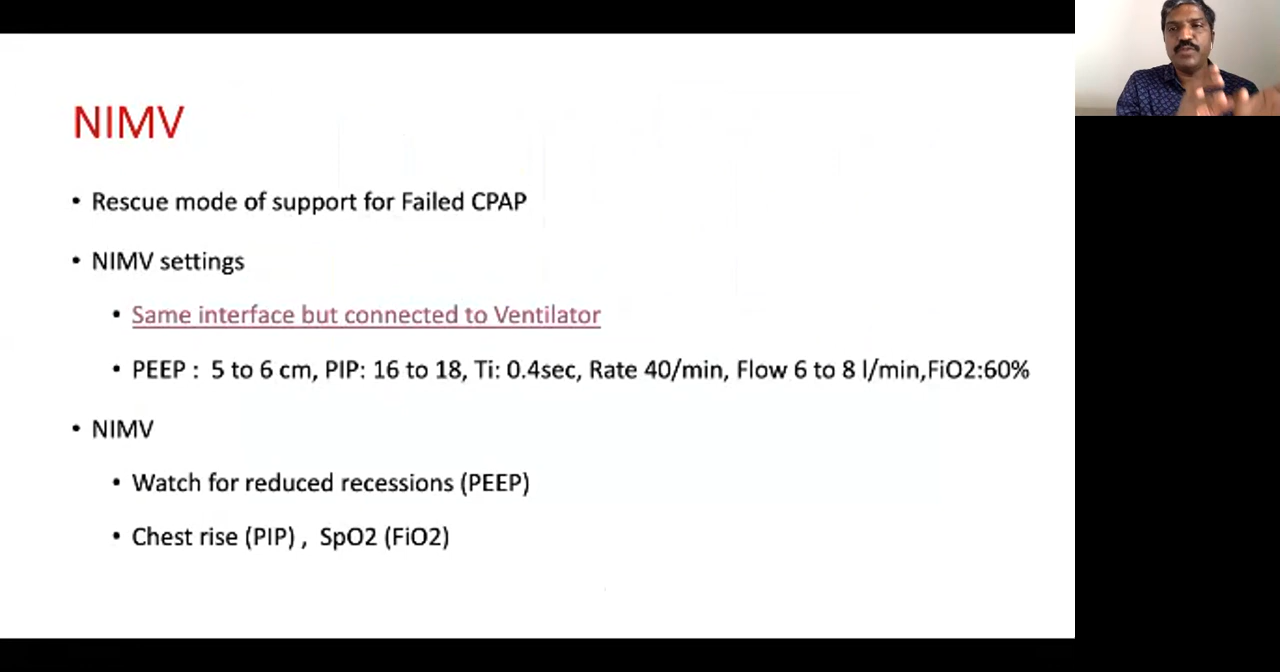 NIMV
• Rescue mode of support for Failed CPAP
• NIMV settings
• Same interface but connected to Ventilator
• PEEP : 5 to 6 cm, PIP: 16 to 18, Ti: 0.4sec, Rate 40/min, Flow 6 to 8 l/min,FiO2:60%
• NIMV
• Watch for reduced recessions (PEEP)
• Chest rise (PIP) , SpO2 (FiO2)